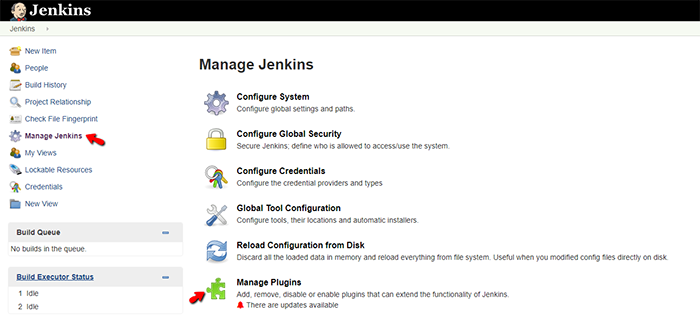 Jenkins
Jenkins
New Item
People
Build History
Project Relationship
Check File Fingerprint
Manage Jenkins
My Views
Lockable Resources
Credentials
New View
Build Queue
No builds in the queue.
Build Executor Status
1 Idle
2 Idle
Manage Jenkins
Configure System
Configure global settings and paths.
Configure Global Security
Secure Jenkins; define who is allowed to access/use the system.
Configure Credentials
Configure the credential providers and types
Global Tool Configuration
Configure tools, their locations and automatic installers.
Reload Configuration from Disk
Discard all the loaded data in memory and reload everything from file system. Useful when you modified config files directly on disk.
Manage Plugins
Add, remove, disable or enable plugins that can extend the functionality of Jenkins.
There are updates available